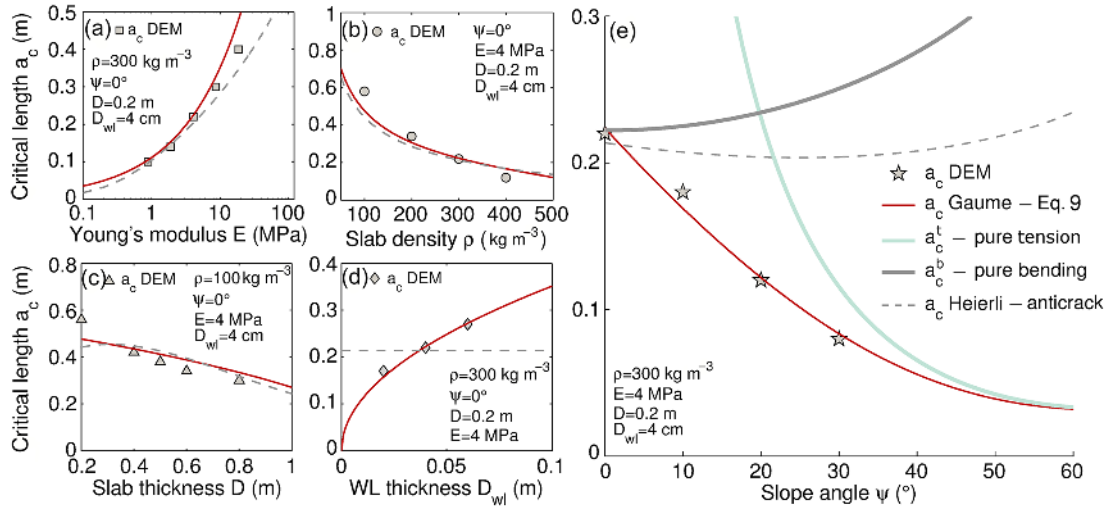 (a)
a_c DEM
ρ=300 kg m⁻³
Ψ=0°
D=0.2 m
D_wl=4 cm
Critical length a_c (m)
0.5
0.4
0.3
0.2
0.1
0
0.1 1 10 100
Young's modulus E (MPa)
(b)
a_c DEM
Ψ=0°
E=4 MPa
D=0.2 m
D_wl=4 cm
1
0.8
0.6
0.4
0.2
0
100 200 300 400 500
Slab density ρ (kg m⁻³)
(c)
a_c DEM
ρ=100kg m⁻³
Ψ=0°
E=4 MPa
D_wl=4 cm
Critical length a_c (m)
0.8
0.6
0.4
0.2
0
0.2 0.4 0.6 0.8 1
Slab thickness D (m)
(d)
a_c DEM
ρ=300 kg m⁻³
Ψ=0°
D=0.2 m
E=4 MPa
0.4
0.3
0.2
0.1
0
0 0.05 0.1
WL thickness D_wl (m)
(e)
a_c DEM
a_c Gaume – Eq. 9
a_c^t – pure tension
a_c^b – pure bending
a_c Heierli – anticrack
ρ=300 kg m⁻³
E=4 MPa
D=0.2 m
D_wl=4 cm
0.3
0.2
0.1
0
0 10 20 30 40 50 60
Slope angle ψ (°)